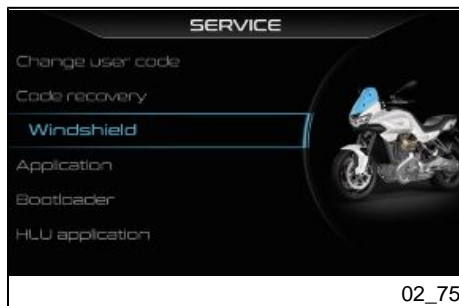 SERVICE
Change user code
Code recovery
Windshield
Application
Bootloader
HLU application
02_75